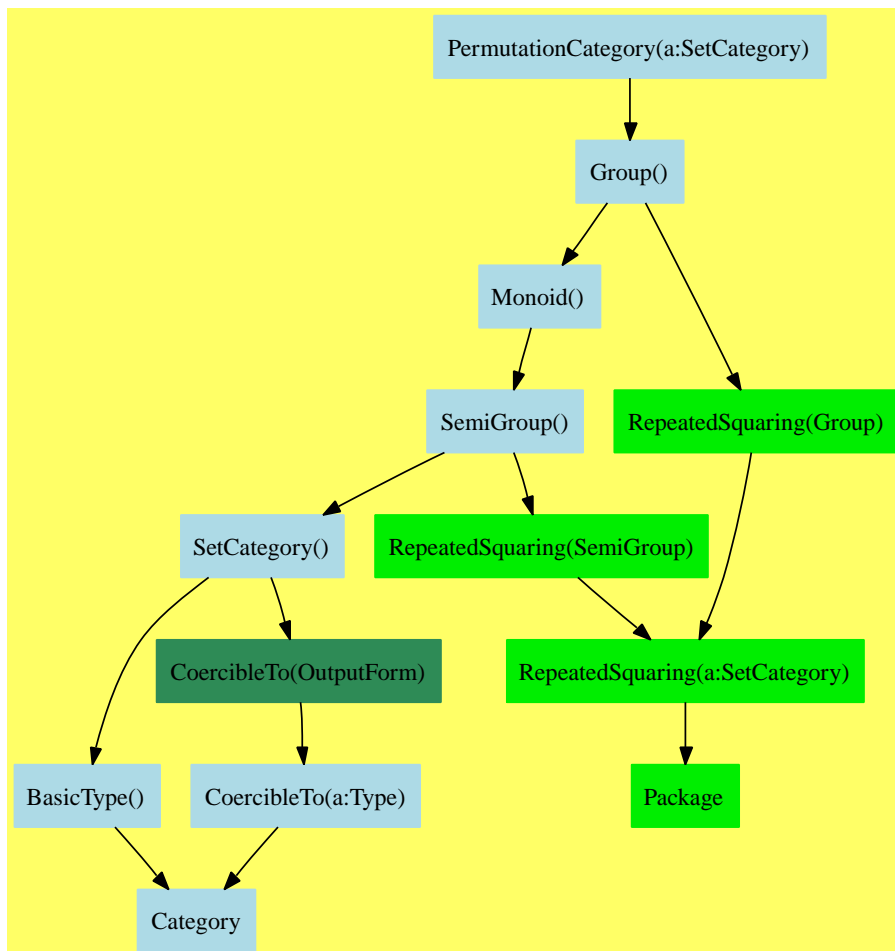 PermutationCategory(a:SetCategory)
Group()
Monoid()
SemiGroup()
RepeatedSquaring(Group)
SetCategory()
RepeatedSquaring(SemiGroup)
CoercibleTo(OutputForm)
RepeatedSquaring(a:SetCategory)
BasicType()
CoercibleTo(a:Type)
Package
Category